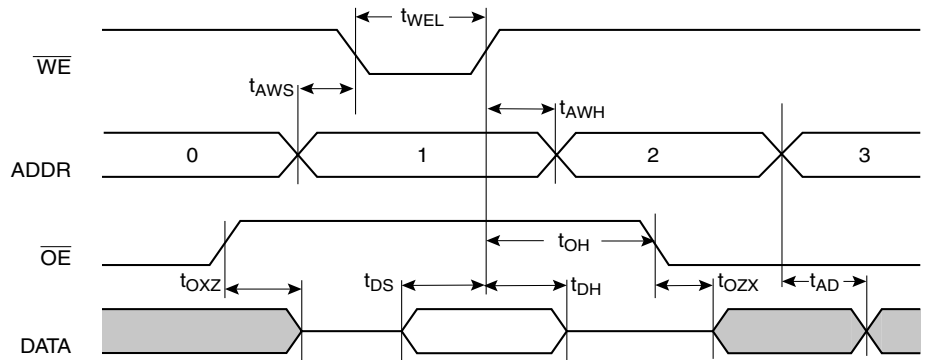 tWEL
WE
tAWS
tAWH
ADDR 0 1 2 3
OE
tOH
tOXZ tDS tDH tOZX tAD
DATA